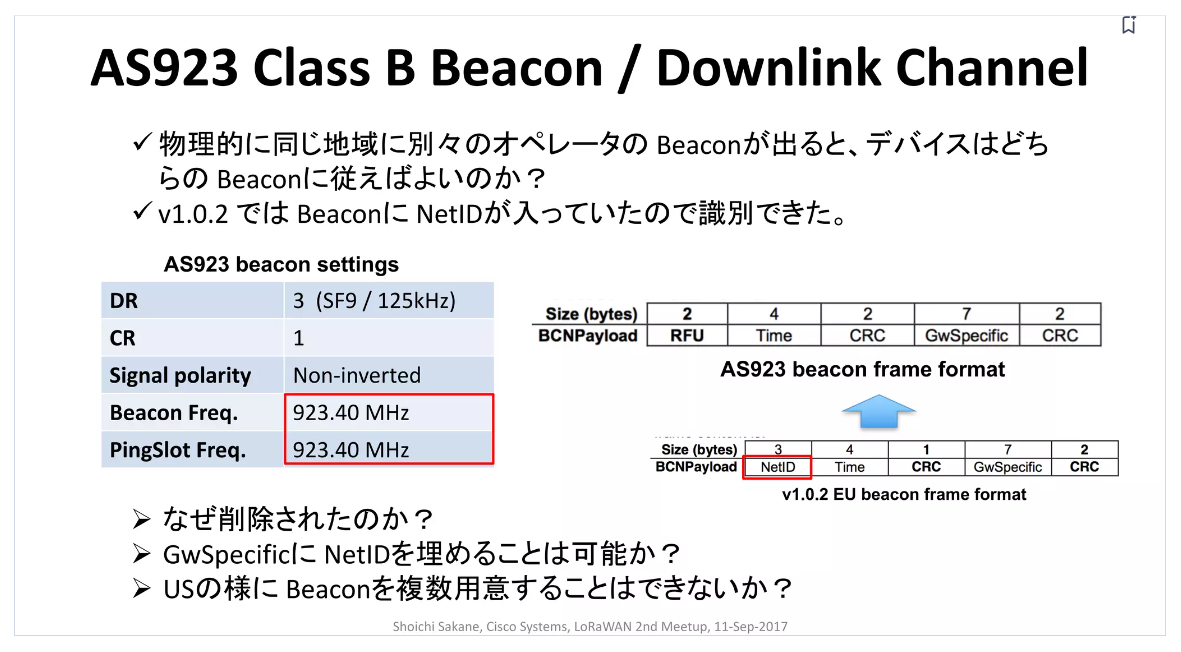 AS923 Class B Beacon / Downlink Channel
✓ 物理的に同じ地域に別々のオペレータの Beaconが出ると、デバイスはどち
らの Beaconに従えばよいのか？
✓ v1.0.2 では Beaconに NetIDが入っていたので識別できた。
AS923 beacon settings
DR 3 (SF9 / 125kHz)
CR 1
Signal polarity Non-inverted
Beacon Freq. 923.40 MHz
PingSlot Freq. 923.40 MHz
Size (bytes) 2 4 2 7 2
BCNPayload RFU Time CRC GwSpecific CRC
AS923 beacon frame format
Size (bytes) 3 4 1 7 2
BCNPayload NetID Time CRC GwSpecific CRC
v1.0.2 EU beacon frame format
➢ なぜ削除されたのか？
➢ GwSpecificに NetIDを埋めることは可能か？
➢ USの様に Beaconを複数用意することはできないか？
Shoichi Sakane, Cisco Systems, LoRaWAN 2nd Meetup, 11-Sep-2017